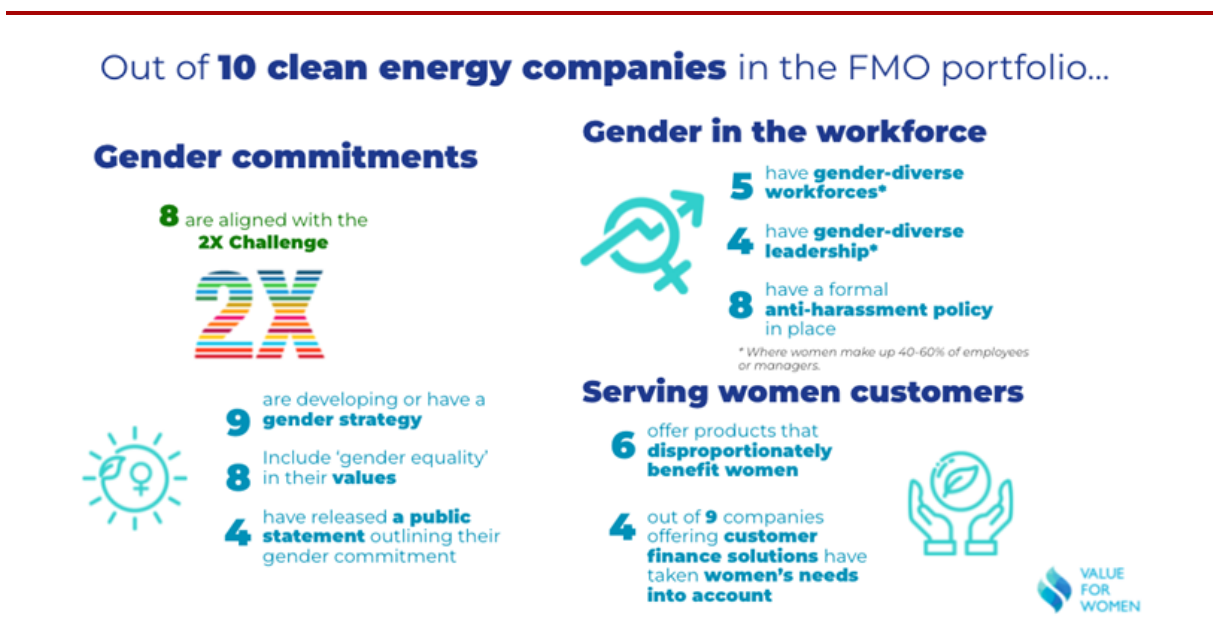 Out of 10 clean energy companies in the FMO portfolio...
Gender commitments
8 are aligned with the
2X Challenge
2X
9 are developing or have a
gender strategy
8 Include ‘gender equality’
in their values
4 have released a public
statement outlining their
gender commitment
Gender in the workforce
5 have gender-diverse
workforces*
4 have gender-diverse
leadership*
8 have a formal
anti-harassment policy
in place
* Where women make up 40-60% of employees
or managers.
Serving women customers
6 offer products that
disproportionately
benefit women
4 out of 9 companies
offering customer
finance solutions have
taken women’s needs
into account
VALUE
FOR
WOMEN